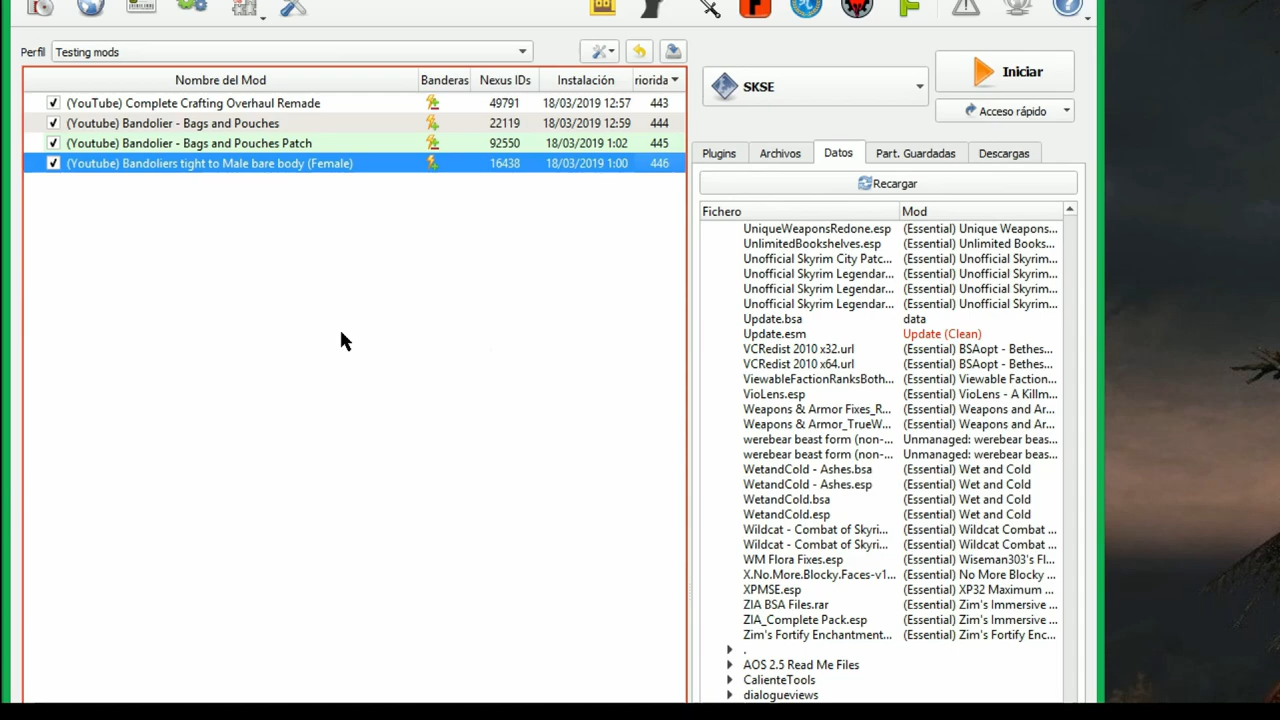 Perfil Testing mods
Nombre del Mod Banderas Nexus IDs Instalación riorida
(YouTube) Complete Crafting Overhaul Remade 49791 18/03/2019 12:57 443
(Youtube) Bandolier - Bags and Pouches 22119 18/03/2019 12:59 444
(Youtube) Bandolier - Bags and Pouches Patch 92550 18/03/2019 1:02 445
(Youtube) Bandoliers tight to Male bare body (Female) 16438 18/03/2019 1:00 446
SKSE
Iniciar
Acceso rápido
Plugins Archivos Datos Part. Guardadas Descargas
Recargar
Fichero Mod
UniqueWeaponsRedone.esp (Essential) Unique Weapons...
UnlimitedBookshelves.esp (Essential) Unlimited Books...
Unofficial Skyrim City Patc... (Essential) Unofficial Skyrim...
Unofficial Skyrim Legendar... (Essential) Unofficial Skyrim...
Unofficial Skyrim Legendar... (Essential) Unofficial Skyrim...
Unofficial Skyrim Legendar... (Essential) Unofficial Skyrim...
Update.bsa data
Update.esm Update (Clean)
VCRedist 2010 x32.url (Essential) BSAopt - Bethes...
VCRedist 2010 x64.url (Essential) BSAopt - Bethes...
ViewableFactionRanksBoth... (Essential) Viewable Faction...
VioLens.esp (Essential) VioLens - A Killm...
Weapons & Armor Fixes_R... (Essential) Weapons and Ar...
Weapons & Armor_TrueW... (Essential) Weapons and Ar...
werebear beast form (non-... Unmanaged: werebear beas...
werebear beast form (non-... Unmanaged: werebear beas...
WetandCold - Ashes.bsa (Essential) Wet and Cold
WetandCold - Ashes.esp (Essential) Wet and Cold
WetandCold.bsa (Essential) Wet and Cold
WetandCold.esp (Essential) Wet and Cold
Wildcat - Combat of Skyri... (Essential) Wildcat Combat ...
Wildcat - Combat of Skyri... (Essential) Wildcat Combat ...
WM Flora Fixes.esp (Essential) Wiseman303's Fl...
X.No.More.Blocky.Faces-v1... (Essential) No More Blocky ...
XPMSE.esp (Essential) XP32 Maximum ...
ZIA BSA Files.rar (Essential) Zim's Immersive ...
ZIA_Complete Pack.esp (Essential) Zim's Immersive ...
Zim's Fortify Enchantment... (Essential) Zim's Fortify Enc...
.
AOS 2.5 Read Me Files
CalienteTools
dialogueviews